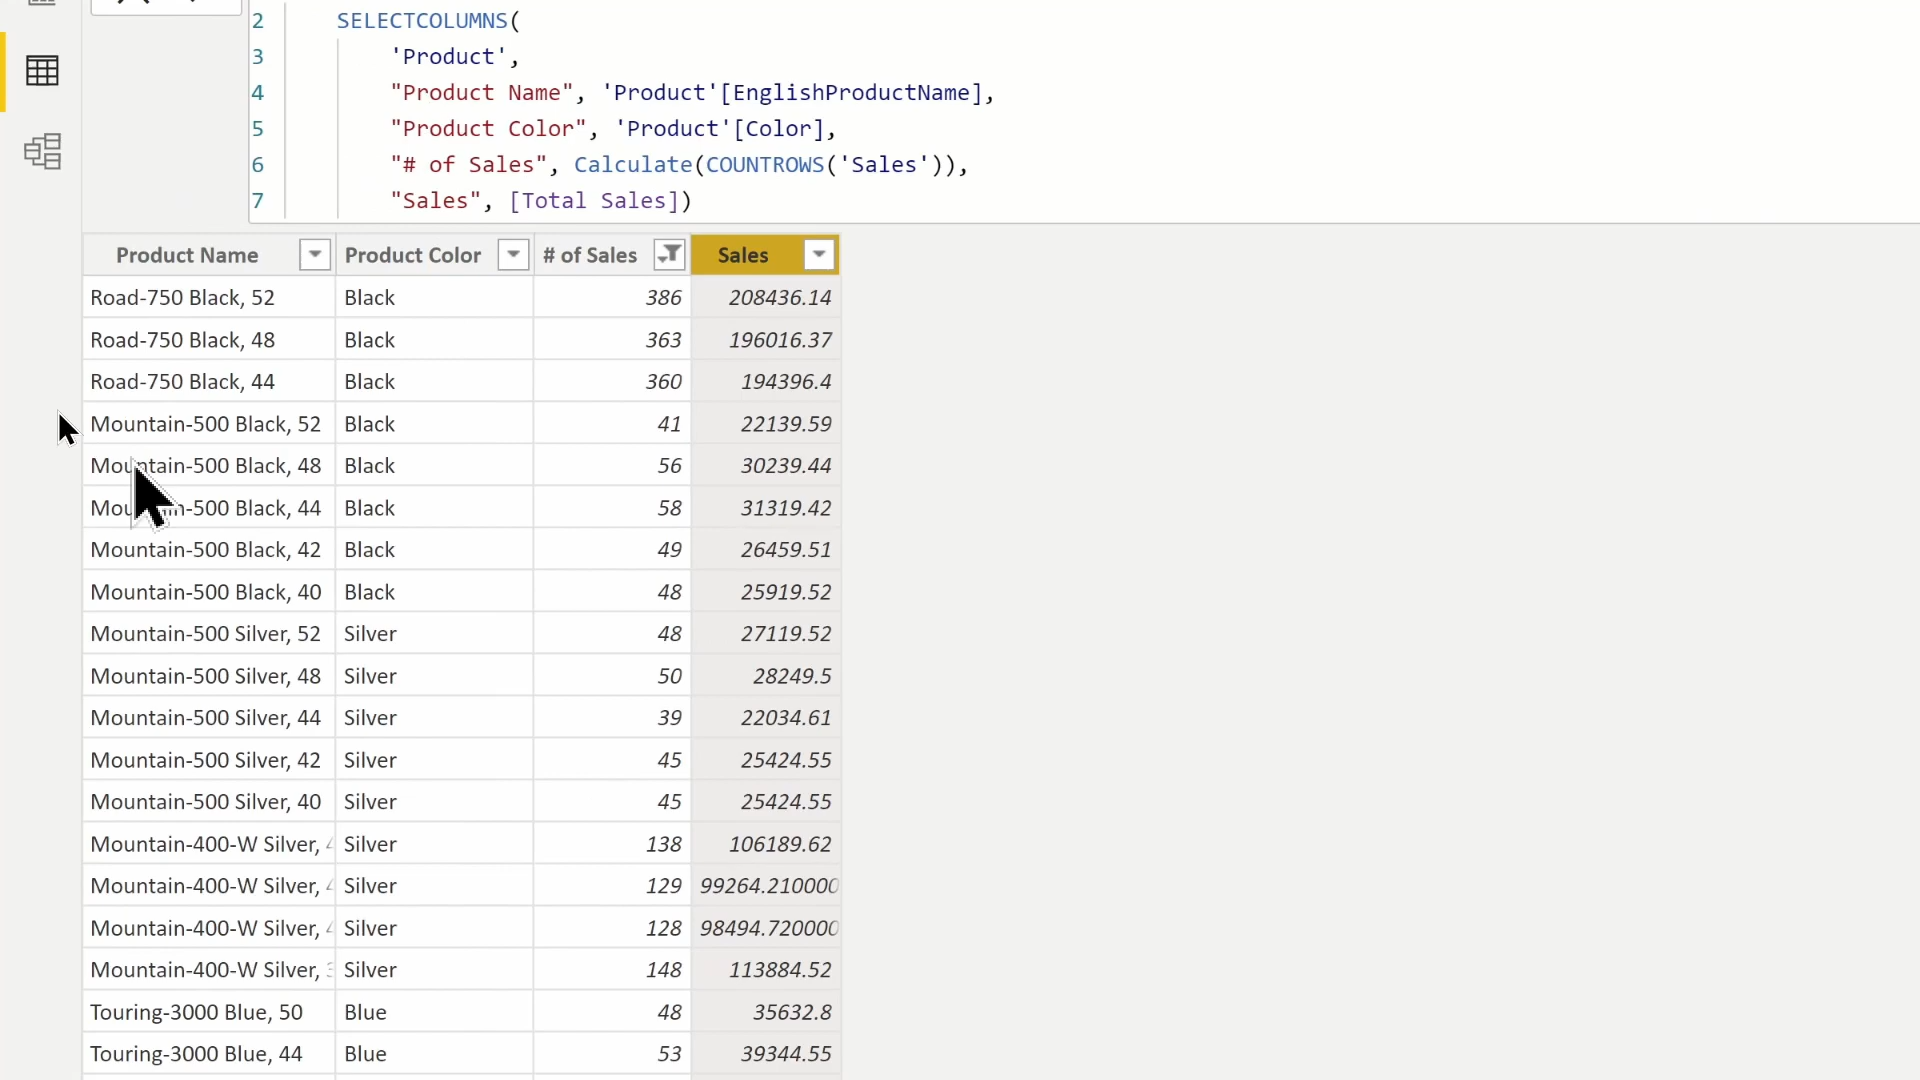 2 SELECTCOLUMNS(
3 'Product',
4 "Product Name", 'Product'[EnglishProductName],
5 "Product Color", 'Product'[Color],
6 "# of Sales", Calculate(COUNTROWS('Sales')),
7 "Sales", [Total Sales])
Product Name Product Color # of Sales Sales
Road-750 Black, 52 Black 386 208436.14
Road-750 Black, 48 Black 363 196016.37
Road-750 Black, 44 Black 360 194396.4
Mountain-500 Black, 52 Black 41 22139.59
Mountain-500 Black, 48 Black 56 30239.44
Mountain-500 Black, 44 Black 58 31319.42
Mountain-500 Black, 42 Black 49 26459.51
Mountain-500 Black, 40 Black 48 25919.52
Mountain-500 Silver, 52 Silver 48 27119.52
Mountain-500 Silver, 48 Silver 50 28249.5
Mountain-500 Silver, 44 Silver 39 22034.61
Mountain-500 Silver, 42 Silver 45 25424.55
Mountain-500 Silver, 40 Silver 45 25424.55
Mountain-400-W Silver, Silver 138 106189.62
Mountain-400-W Silver, Silver 129 99264.210000
Mountain-400-W Silver, Silver 128 98494.720000
Mountain-400-W Silver, Silver 148 113884.52
Touring-3000 Blue, 50 Blue 48 35632.8
Touring-3000 Blue, 44 Blue 53 39344.55